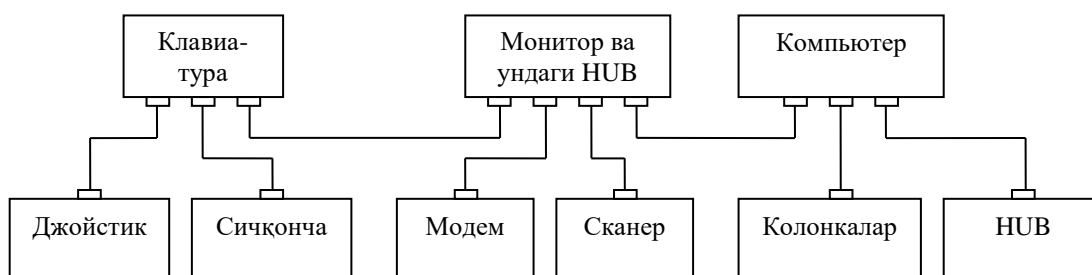 Клавиа-
тура
Монитор ва
ундаги HUB
Компьютер
Джойстик
Сичқонча
Модем
Сканер
Колонкалар
HUB